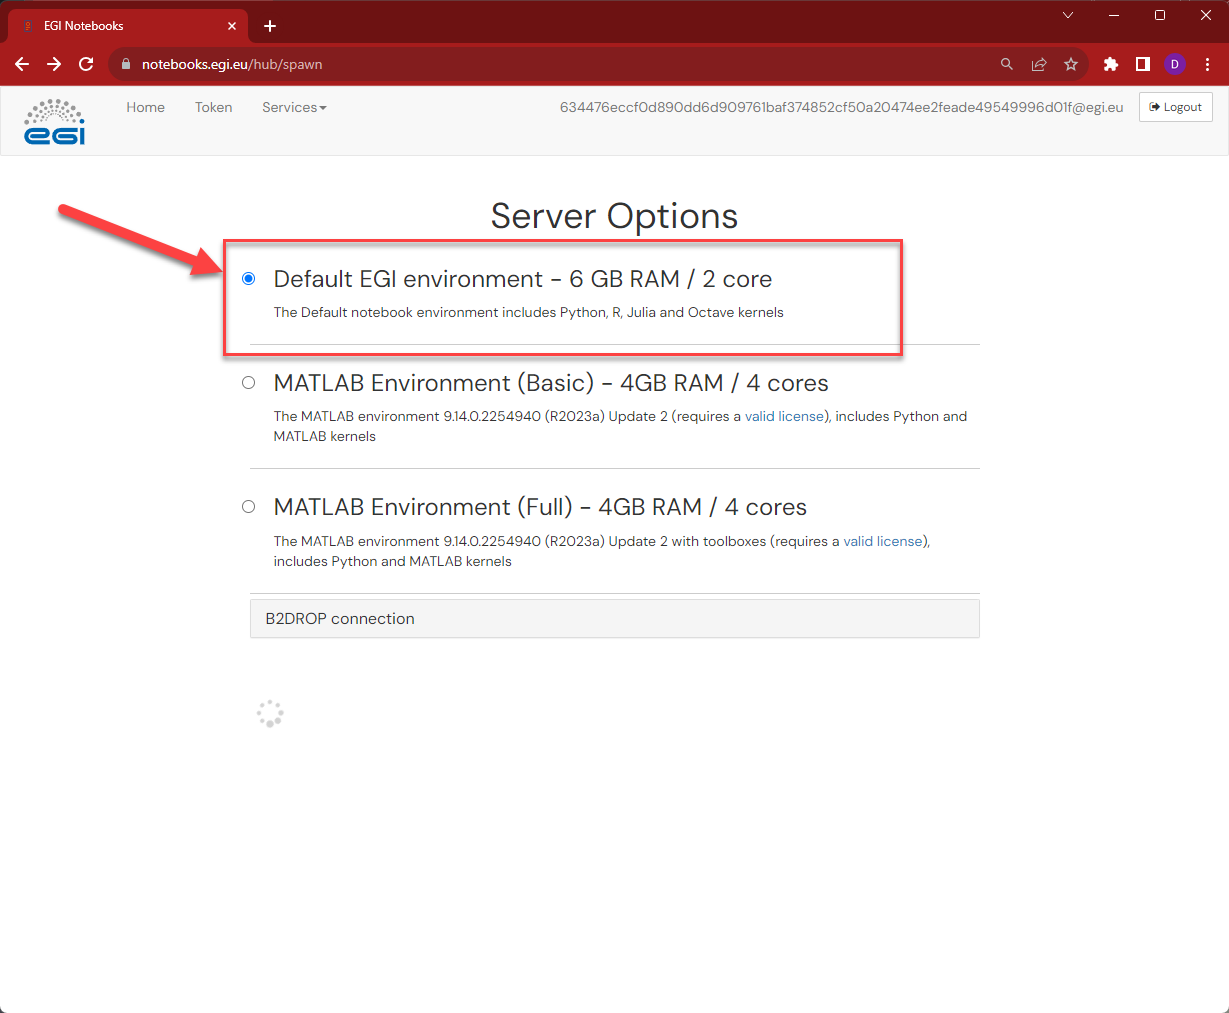 EGI Notebooks
notebooks.egi.eu/hub/spawn
D
egi
Home Token Services
634476eccf0d890dd6d909761baf374852cf50a20474ee2feade49549996d01f@egi.eu
Logout
Server Options
Default EGI environment - 6 GB RAM / 2 core
The Default notebook environment includes Python, R, Julia and Octave kernels
MATLAB Environment (Basic) - 4GB RAM / 4 cores
The MATLAB environment 9.14.0.2254940 (R2023a) Update 2 (requires a valid license), includes Python and
MATLAB kernels
MATLAB Environment (Full) - 4GB RAM / 4 cores
The MATLAB environment 9.14.0.2254940 (R2023a) Update 2 with toolboxes (requires a valid license),
includes Python and MATLAB kernels
B2DROP connection